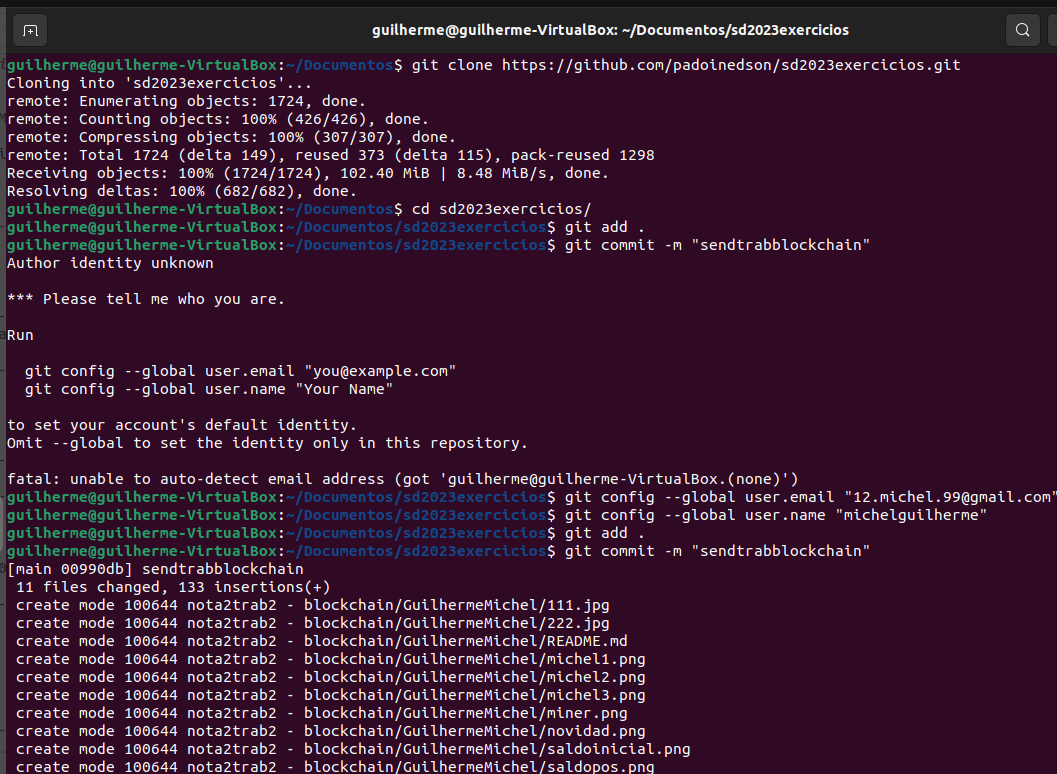 guilherme@guilherme-VirtualBox: ~/Documentos/sd2023exercicios
guilherme@guilherme-VirtualBox:~/Documentos$ git clone https://github.com/padoinedson/sd2023exercicios.git
Cloning into 'sd2023exercicios'...
remote: Enumerating objects: 1724, done.
remote: Counting objects: 100% (426/426), done.
remote: Compressing objects: 100% (307/307), done.
remote: Total 1724 (delta 149), reused 373 (delta 115), pack-reused 1298
Receiving objects: 100% (1724/1724), 102.40 MiB | 8.48 MiB/s, done.
Resolving deltas: 100% (682/682), done.
guilherme@guilherme-VirtualBox:~/Documentos$ cd sd2023exercicios/
guilherme@guilherme-VirtualBox:~/Documentos/sd2023exercicios$ git add .
guilherme@guilherme-VirtualBox:~/Documentos/sd2023exercicios$ git commit -m "sendtrabblockchain"
Author identity unknown
*** Please tell me who you are.
Run
git config --global user.email "you@example.com"
git config --global user.name "Your Name"
to set your account's default identity.
Omit --global to set the identity only in this repository.
fatal: unable to auto-detect email address (got 'guilherme@guilherme-VirtualBox.(none)')
guilherme@guilherme-VirtualBox:~/Documentos/sd2023exercicios$ git config --global user.email "12.michel.99@gmail.com"
guilherme@guilherme-VirtualBox:~/Documentos/sd2023exercicios$ git config --global user.name "michelguilherme"
guilherme@guilherme-VirtualBox:~/Documentos/sd2023exercicios$ git add .
guilherme@guilherme-VirtualBox:~/Documentos/sd2023exercicios$ git commit -m "sendtrabblockchain"
[main 00990db] sendtrabblockchain
11 files changed, 133 insertions(+)
create mode 100644 nota2trab2 - blockchain/GuilhermeMichel/111.jpg
create mode 100644 nota2trab2 - blockchain/GuilhermeMichel/222.jpg
create mode 100644 nota2trab2 - blockchain/GuilhermeMichel/README.md
create mode 100644 nota2trab2 - blockchain/GuilhermeMichel/michel1.png
create mode 100644 nota2trab2 - blockchain/GuilhermeMichel/michel2.png
create mode 100644 nota2trab2 - blockchain/GuilhermeMichel/michel3.png
create mode 100644 nota2trab2 - blockchain/GuilhermeMichel/miner.png
create mode 100644 nota2trab2 - blockchain/GuilhermeMichel/novidad.png
create mode 100644 nota2trab2 - blockchain/GuilhermeMichel/saldoinicial.png
create mode 100644 nota2trab2 - blockchain/GuilhermeMichel/saldopos.png